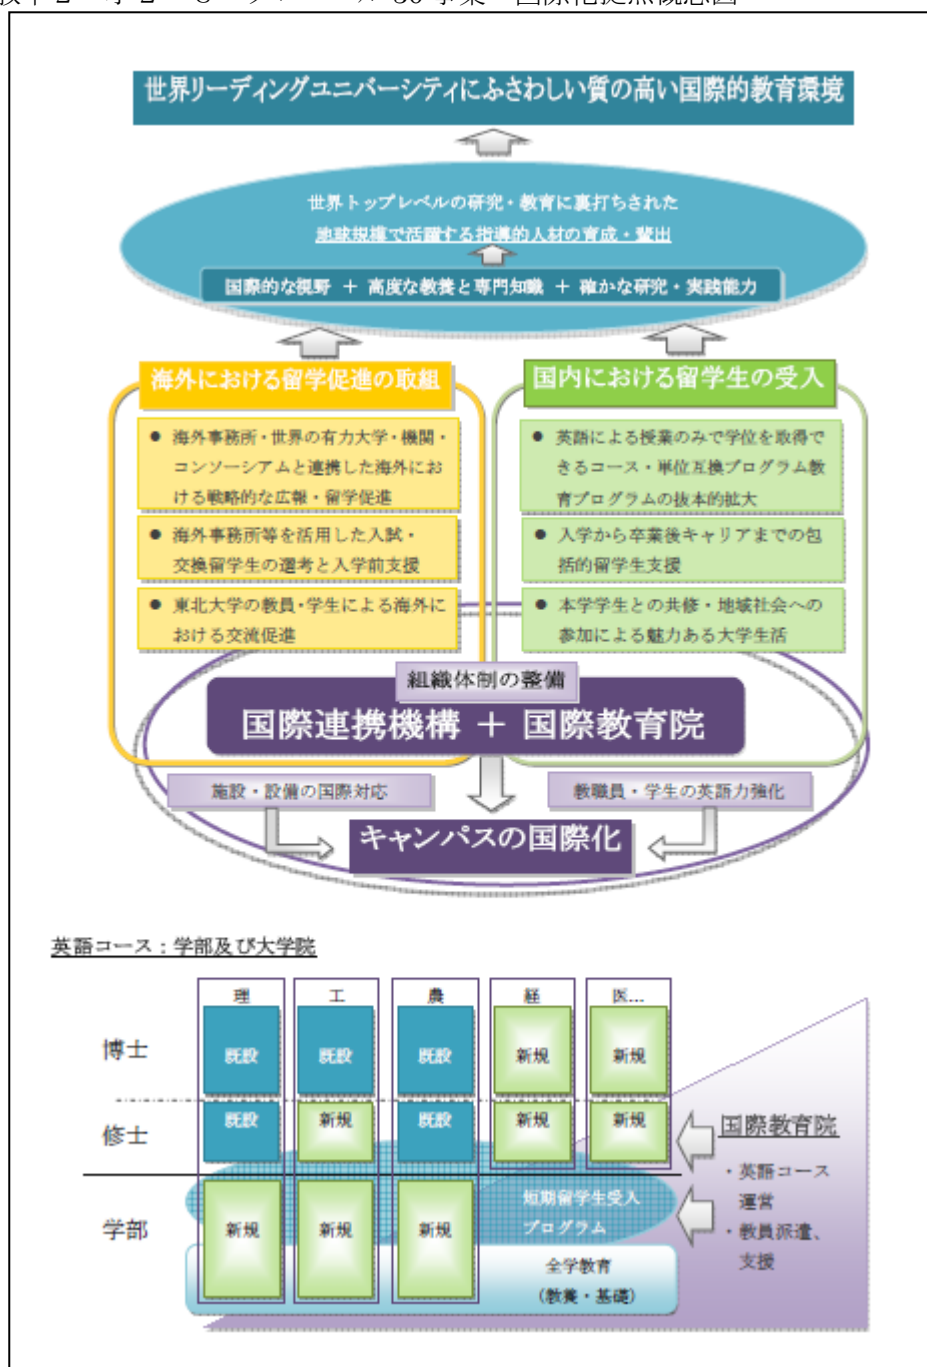 世界リーディングユニバーシティにふさわしい質の高い国際的教育環境
世界トップレベルの研究・教育に裏打ちされた
地球規模で活躍する指導的人材の育成・輩出
国際的な視野 ＋ 高度な教養と専門知識 ＋ 確かな研究・実践能力
海外における留学促進の取組
● 海外事務所・世界の有力大学・機関・
コンソーシアムと連携した海外にお
ける戦略的な広報・留学促進
● 海外事務所等を活用した入試・
交換留学生の選考と入学前支援
● 東北大学の教員・学生による海外に
おける交流促進
国内における留学生の受入
● 英語による授業のみで学位を取得で
きるコース・単位互換プログラム教
育プログラムの抜本的拡大
● 入学から卒業後キャリアまでの包
括的留学生支援
● 本学学生との共修・地域社会への
参加による魅力ある大学生活
組織体制の整備
国際連携機構 ＋ 国際教育院
施設・設備の国際対応
教職員・学生の英語力強化
キャンパスの国際化
英語コース：学部及び大学院
理 工 農 経 医…
博士 既設 既設 既設 新規 新規
修士 既設 新規 既設 新規 新規
学部 新規 新規 新規
短期留学生受入
プログラム
全学教育
（教養・基礎）
国際教育院
・英語コース
運営
・教員派遣、
支援